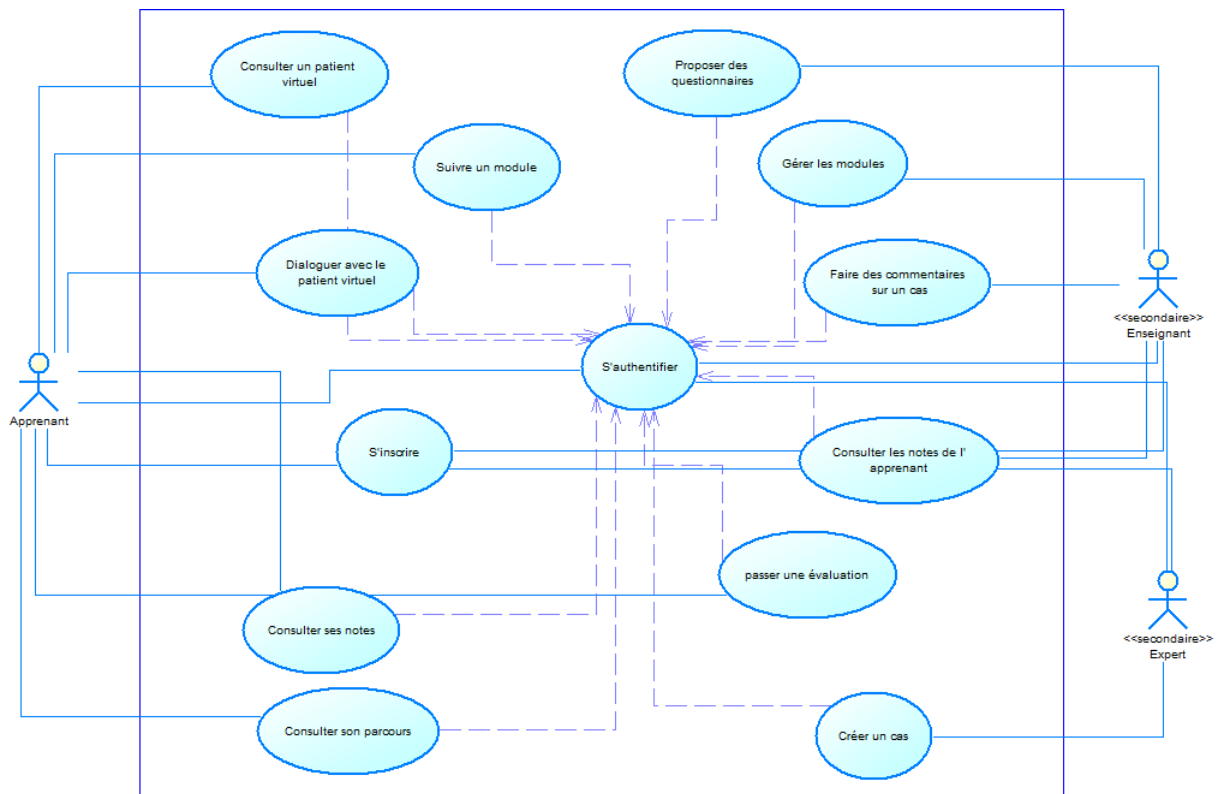 Consulter un patient
virtuel
Proposer des
questionnaires
Suivre un module
Gérer les modules
Dialoguer avec le
patient virtuel
Faire des commentaires
sur un cas
<<secondaire>>
Enseignant
S'authentifier
Apprenant
S'inscrire
Consulter les notes de l'
apprenant
passer une évaluation
Consulter ses notes
<<secondaire>>
Expert
Consulter son parcours
Créer un cas